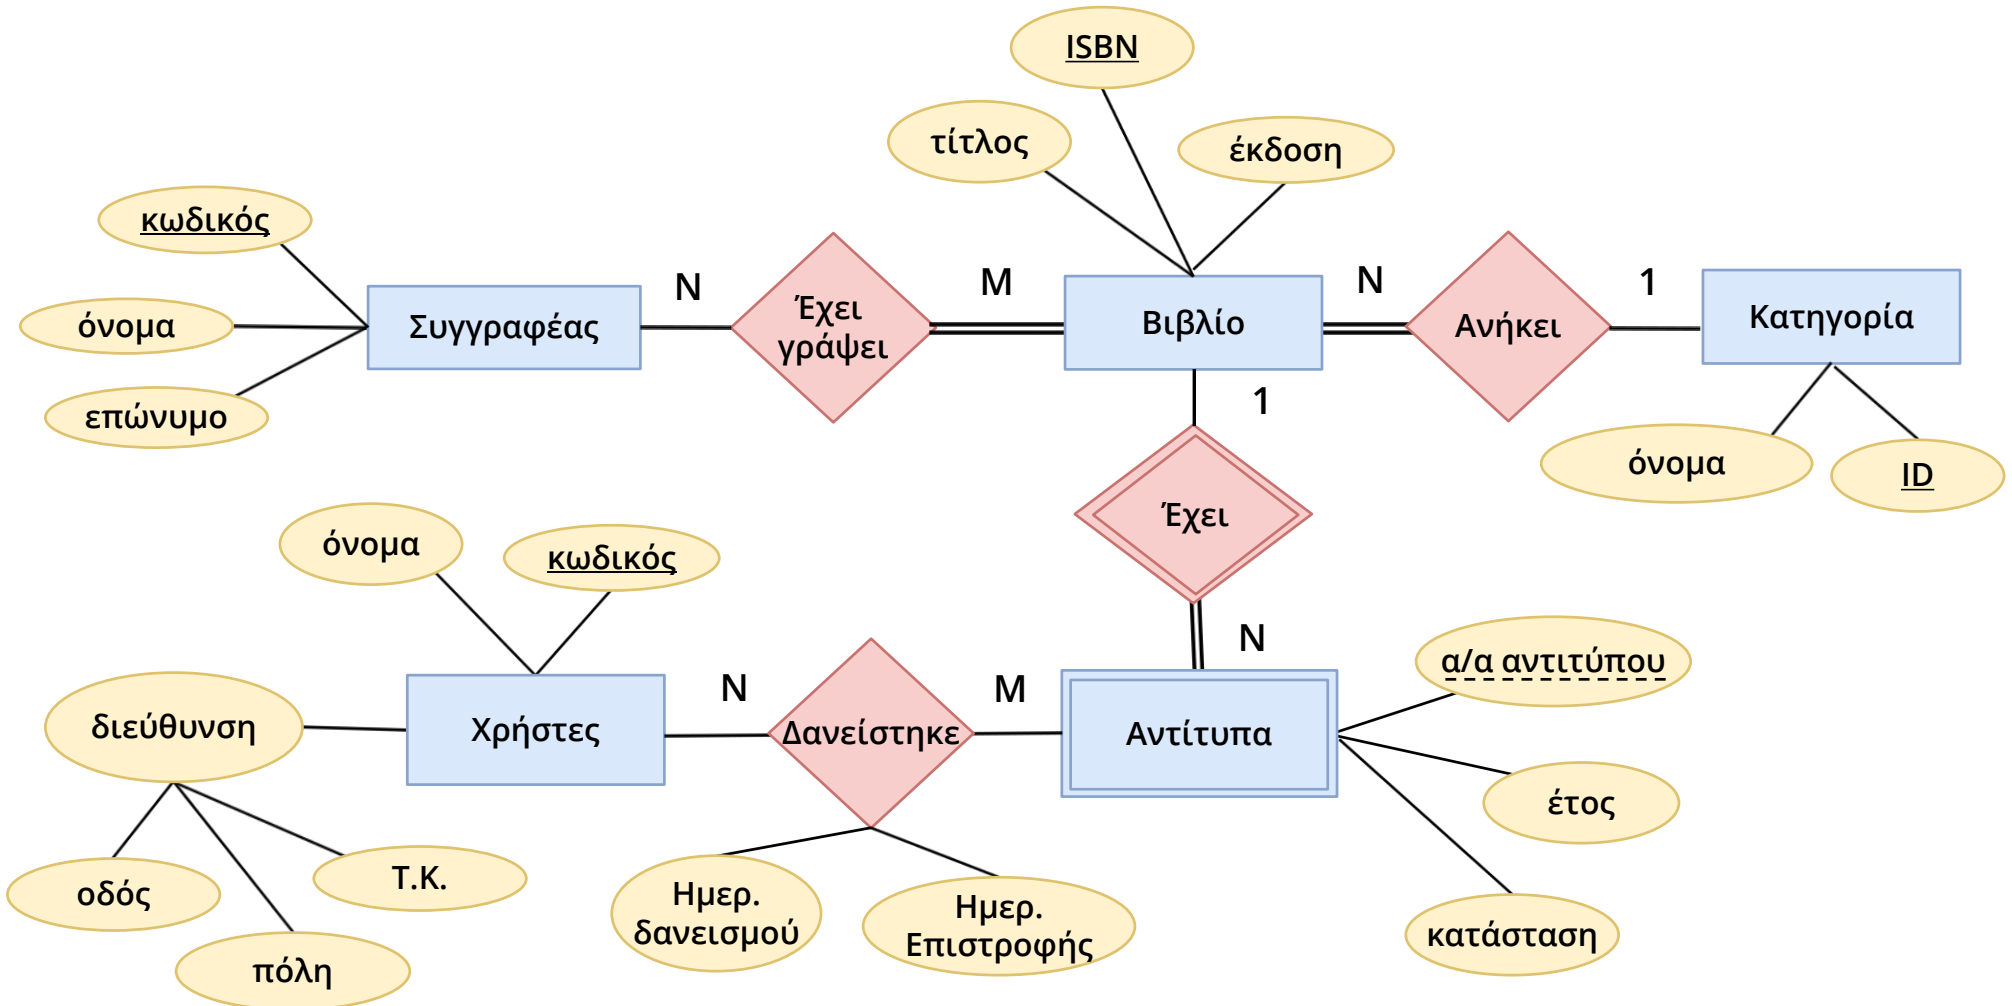 ISBN
τίτλος
έκδοση
κωδικός
όνομα
επώνυμο
Συγγραφέας
N
Έχει
γράψει
M
Βιβλίο
N
Ανήκει
1
Κατηγορία
όνομα
ID
1
Έχει
N
όνομα
κωδικός
διεύθυνση
οδός
πόλη
Τ.Κ.
Χρήστες
N
Δανείστηκε
M
Αντίτυπα
Ημερ.
δανεισμού
Ημερ.
Επιστροφής
α/α αντιτύπου
έτος
κατάσταση